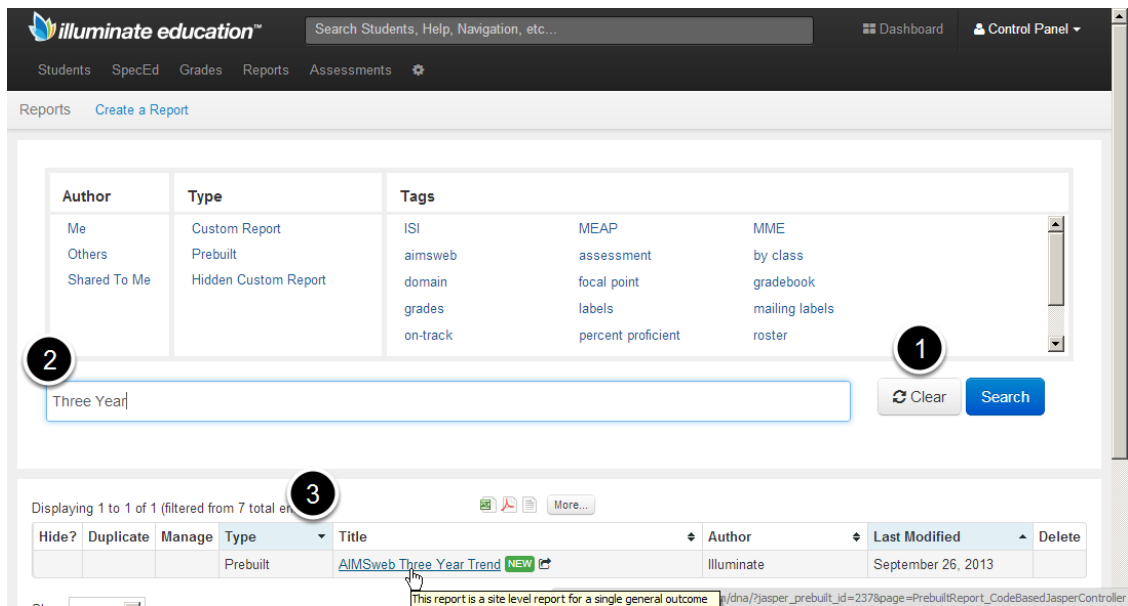 illuminate education™ Search Students, Help, Navigation, etc... Dashboard Control Panel
Students SpecEd Grades Reports Assessments
Reports Create a Report
Author Type Tags
Me Custom Report ISI MEAP MME
Others Prebuilt aimsweb assessment by class
Shared To Me Hidden Custom Report domain focal point gradebook
grades labels mailing labels
on-track percent proficient roster
1
2
Three Year Clear Search
3
Displaying 1 to 1 of 1 (filtered from 7 total More...
Hide? Duplicate Manage Type Title Author Last Modified Delete
Prebuilt AIMSweb Three Year Trend NEW Illuminate September 26, 2013
This report is a site level report for a single general outcome /dna/?jasper_prebuilt_id=237&page=PrebuiltReport_CodeBasedJasperController